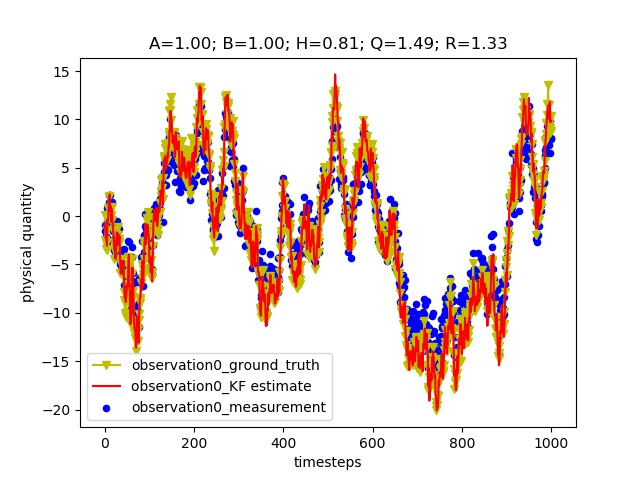 A=1.00; B=1.00; H=0.81; Q=1.49; R=1.33
physical quantity
15
10
5
0
−5
−10
−15
−20
observation0_ground_truth
observation0_KF estimate
observation0_measurement
0 200 400 600 800 1000
timesteps